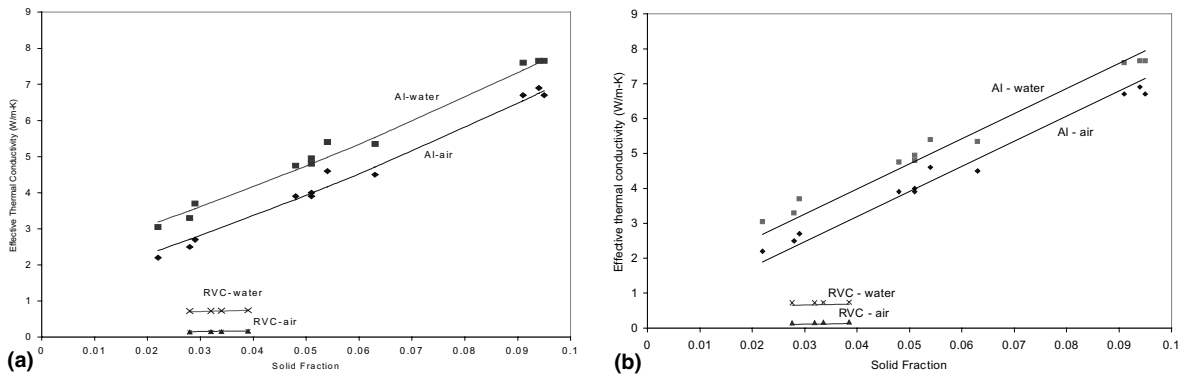 9
8
7
6
5
4
3
2
1
0
Effective Thermal Conductivity (W/m-K)
Al-water
Al-air
RVC-water
RVC-air
0 0.01 0.02 0.03 0.04 0.05 0.06 0.07 0.08 0.09 0.1
Solid Fraction
(a)
9
8
7
6
5
4
3
2
1
0
Effective thermal conductivity (W/m-K)
Al - water
Al - air
RVC - water
RVC - air
0 0.01 0.02 0.03 0.04 0.05 0.06 0.07 0.08 0.09 0.1
Solid Fraction
(b)